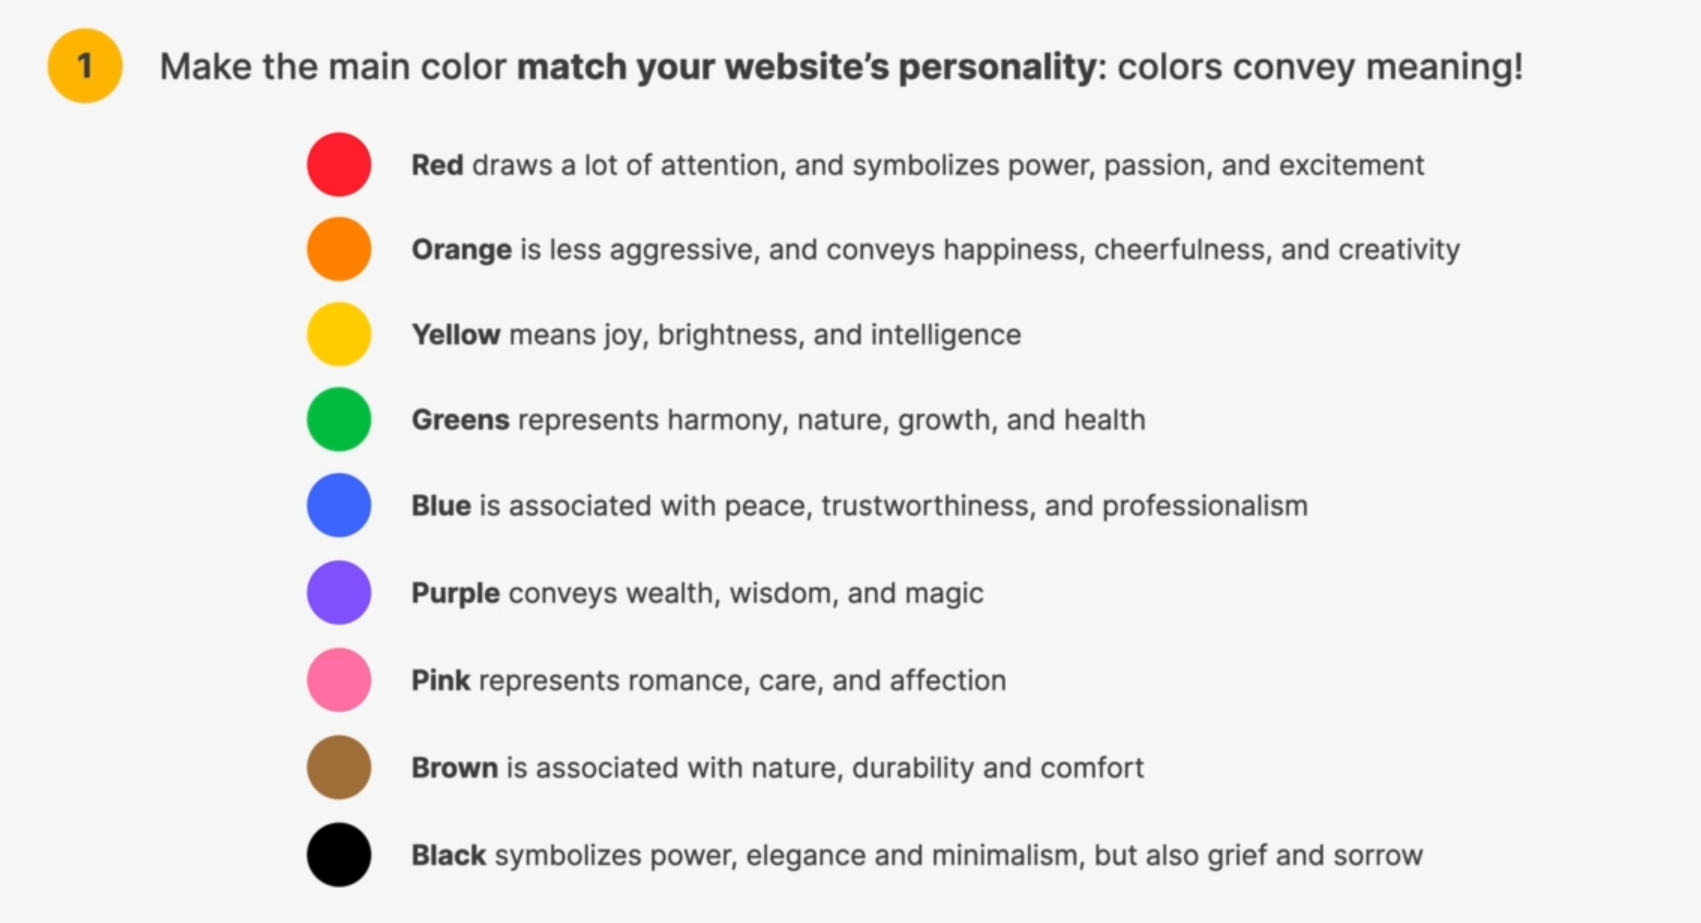 1
Make the main color match your website's personality: colors convey meaning!
Red draws a lot of attention, and symbolizes power, passion, and excitement
Orange is less aggressive, and conveys happiness, cheerfulness, and creativity
Yellow means joy, brightness, and intelligence
Greens represents harmony, nature, growth, and health
Blue is associated with peace, trustworthiness, and professionalism
Purple conveys wealth, wisdom, and magic
Pink represents romance, care, and affection
Brown is associated with nature, durability and comfort
Black symbolizes power, elegance and minimalism, but also grief and sorrow